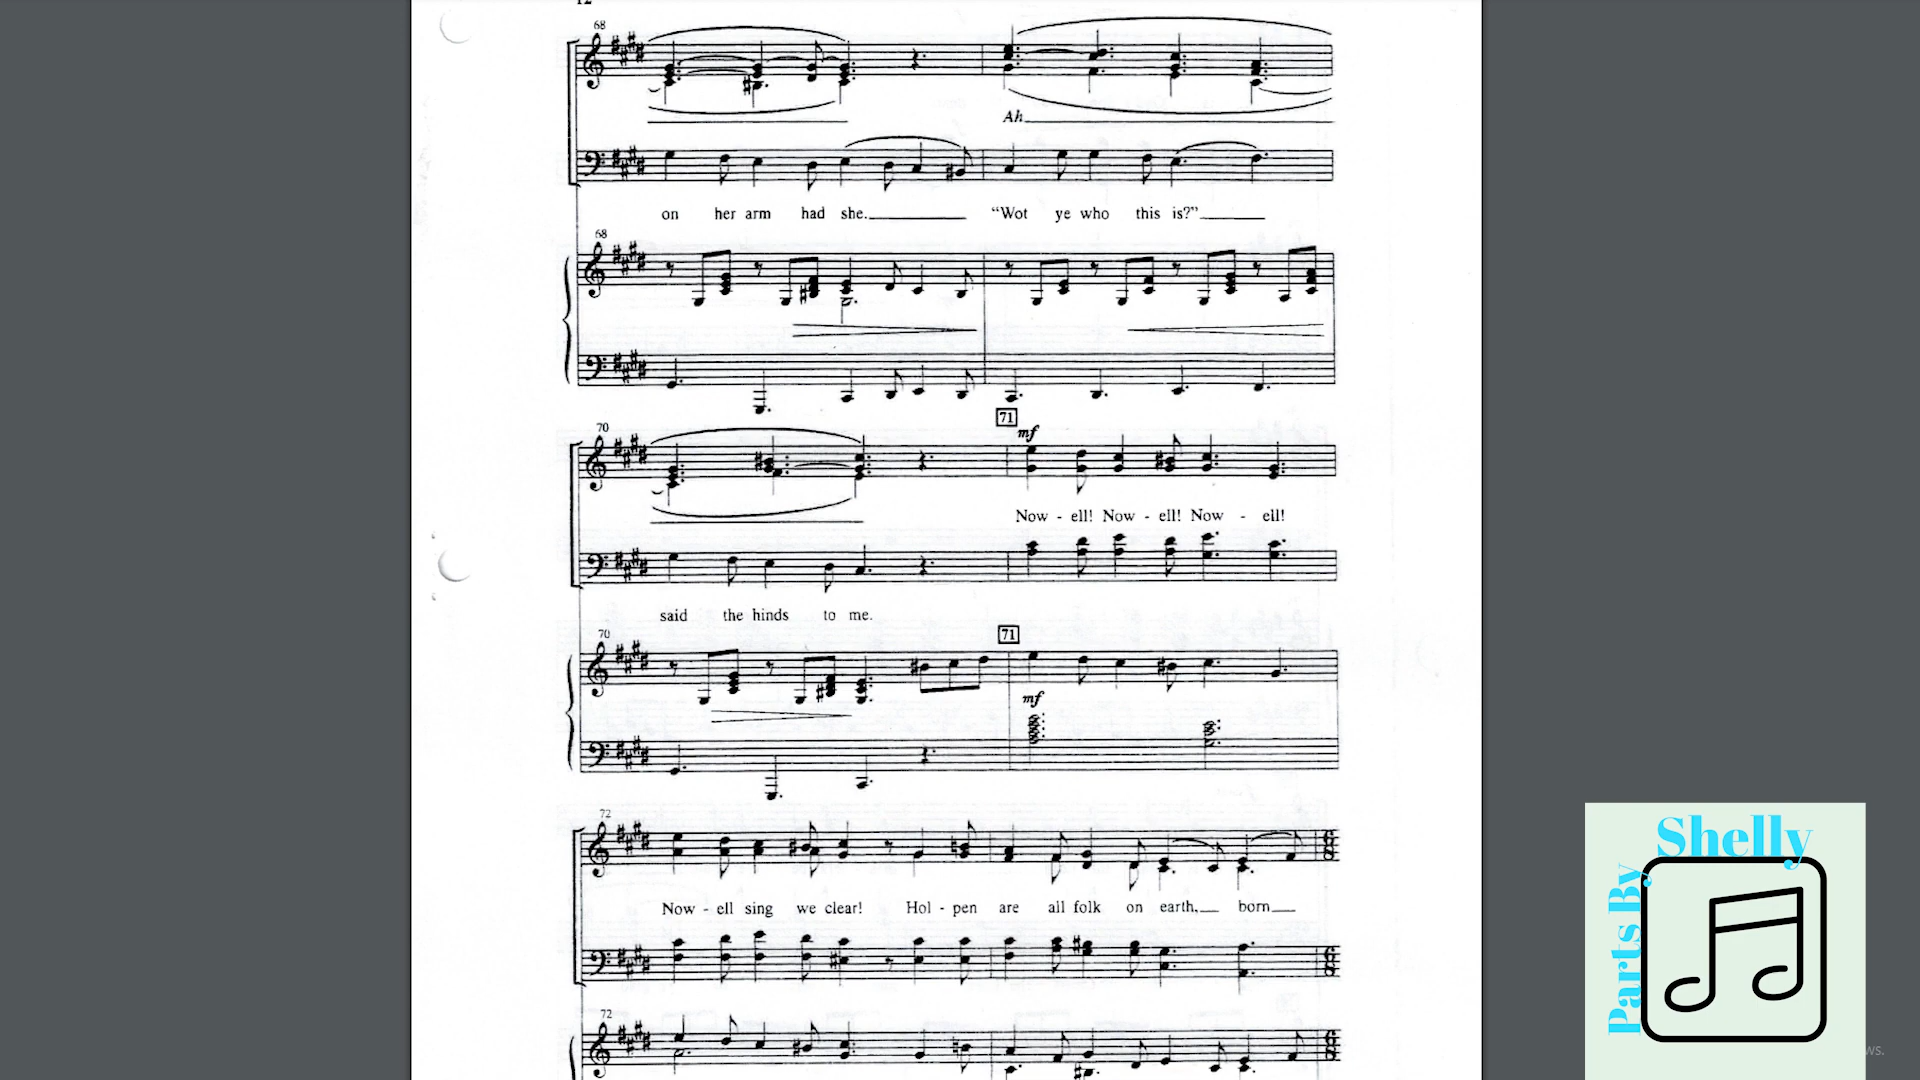 12
68
Ah
on her arm had she. “Wot ye who this is?”
68
71
70
mf
Now - ell! Now - ell! Now - ell!
said the hinds to me.
70
71
mf
72
Now - ell sing we clear! Hol - pen are all folk on earth, born
72
Shelly
Parts By
ws.